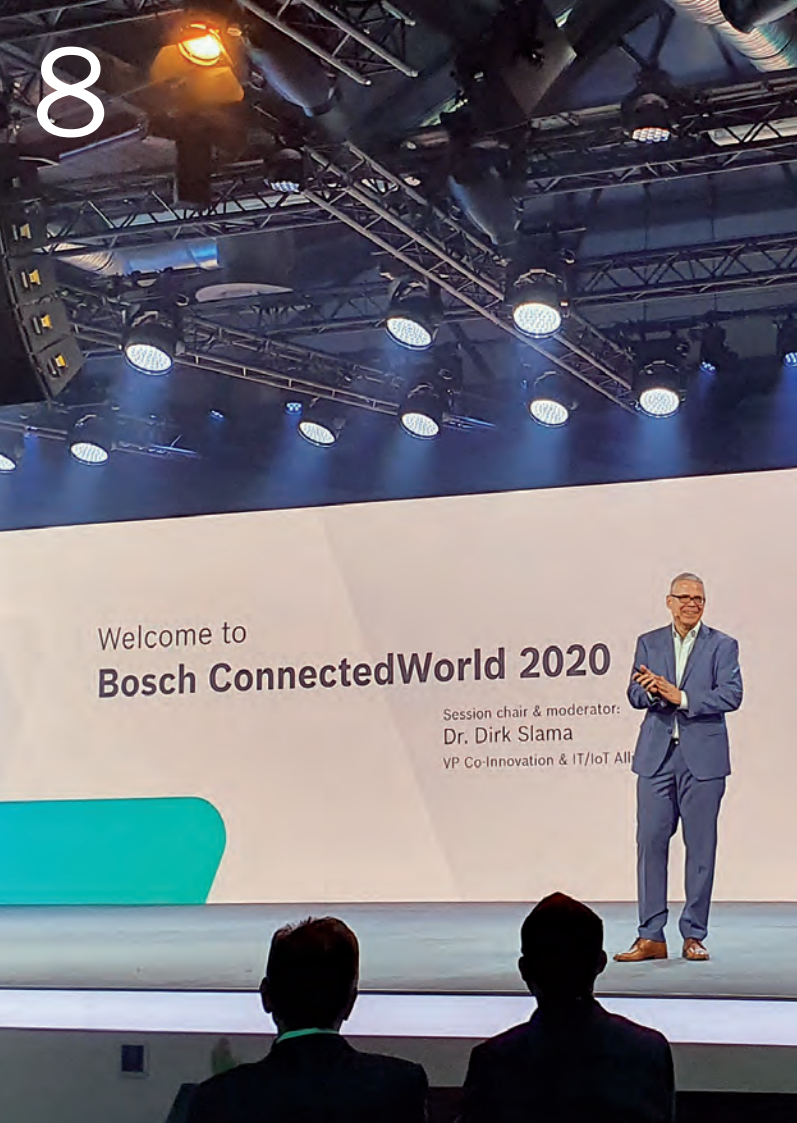 8
Welcome to
Bosch ConnectedWorld 2020
Session chair & moderator:
Dr. Dirk Slama
VP Co-Innovation & IT/IoT